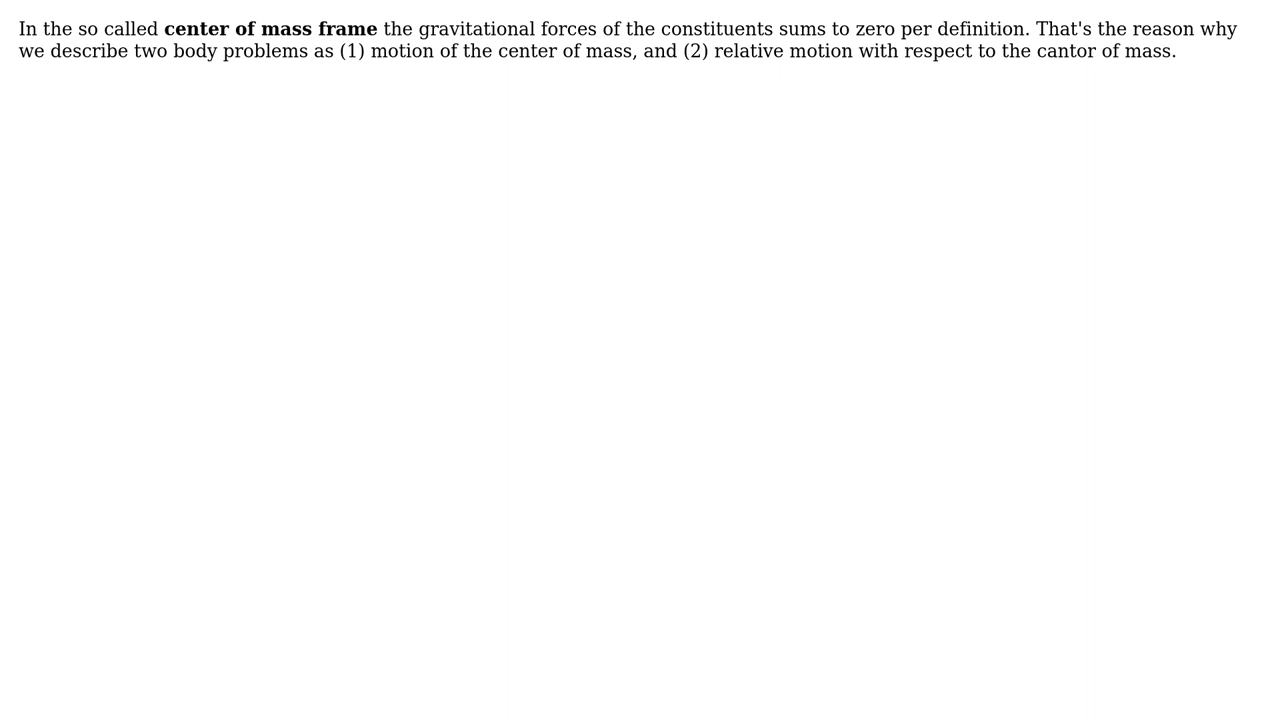 In the so called center of mass frame the gravitational forces of the constituents sums to zero per definition. That's the reason why
we describe two body problems as (1) motion of the center of mass, and (2) relative motion with respect to the cantor of mass.